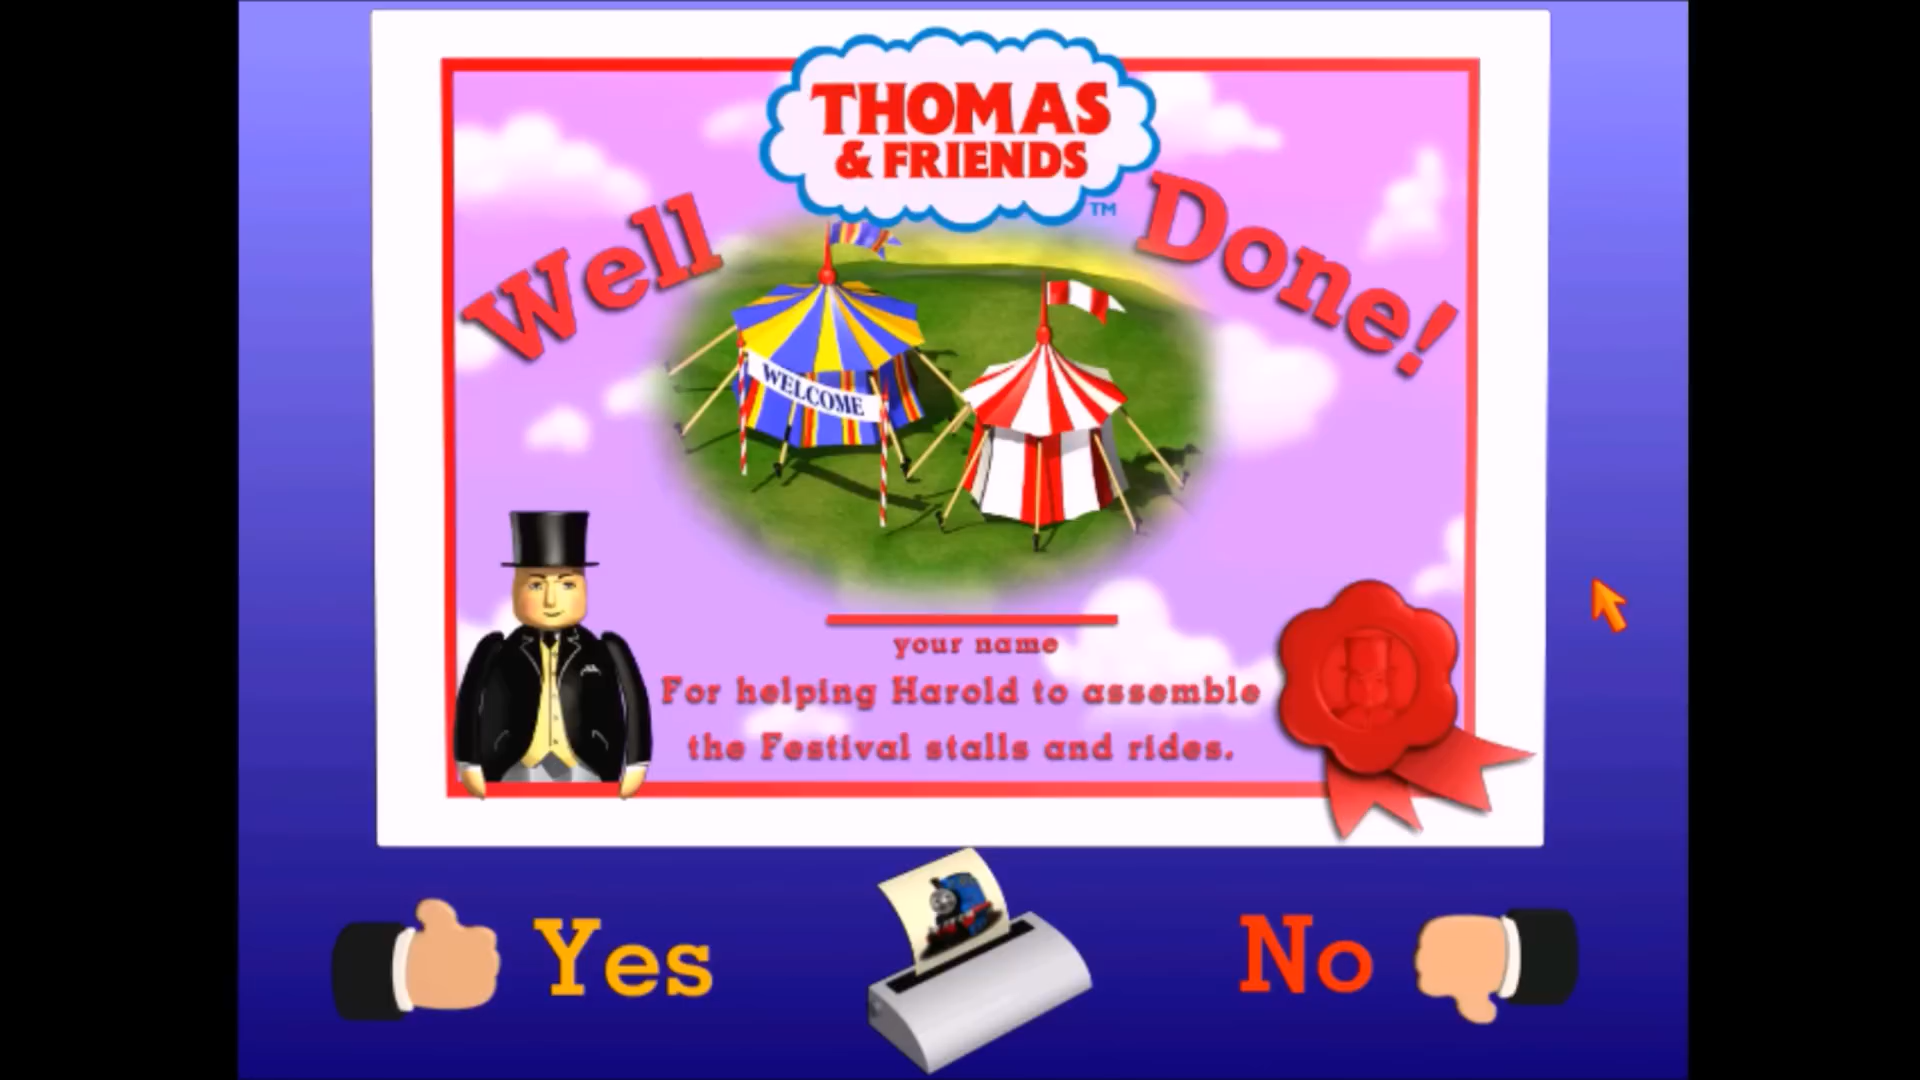 THOMAS
& FRIENDS
TM
Well Done!
WELCOME
your name
For helping Harold to assemble
the Festival stalls and rides.
Yes
No